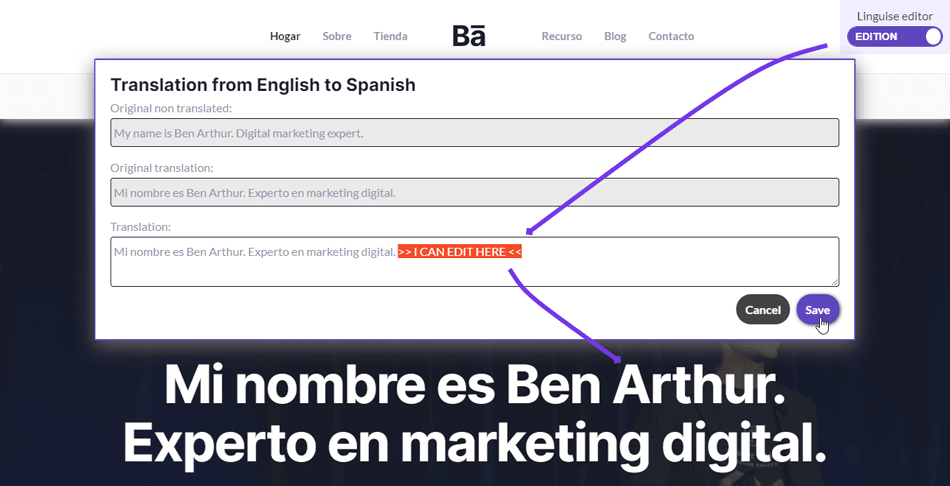 Linguise editor
EDITION
Hogar Sobre Tienda Bā Recurso Blog Contacto
Translation from English to Spanish
Original non translated:
My name is Ben Arthur. Digital marketing expert.
Original translation:
Mi nombre es Ben Arthur. Experto en marketing digital.
Translation:
Mi nombre es Ben Arthur. Experto en marketing digital. >> I CAN EDIT HERE <<
Cancel Save
Mi nombre es Ben Arthur.
Experto en marketing digital.